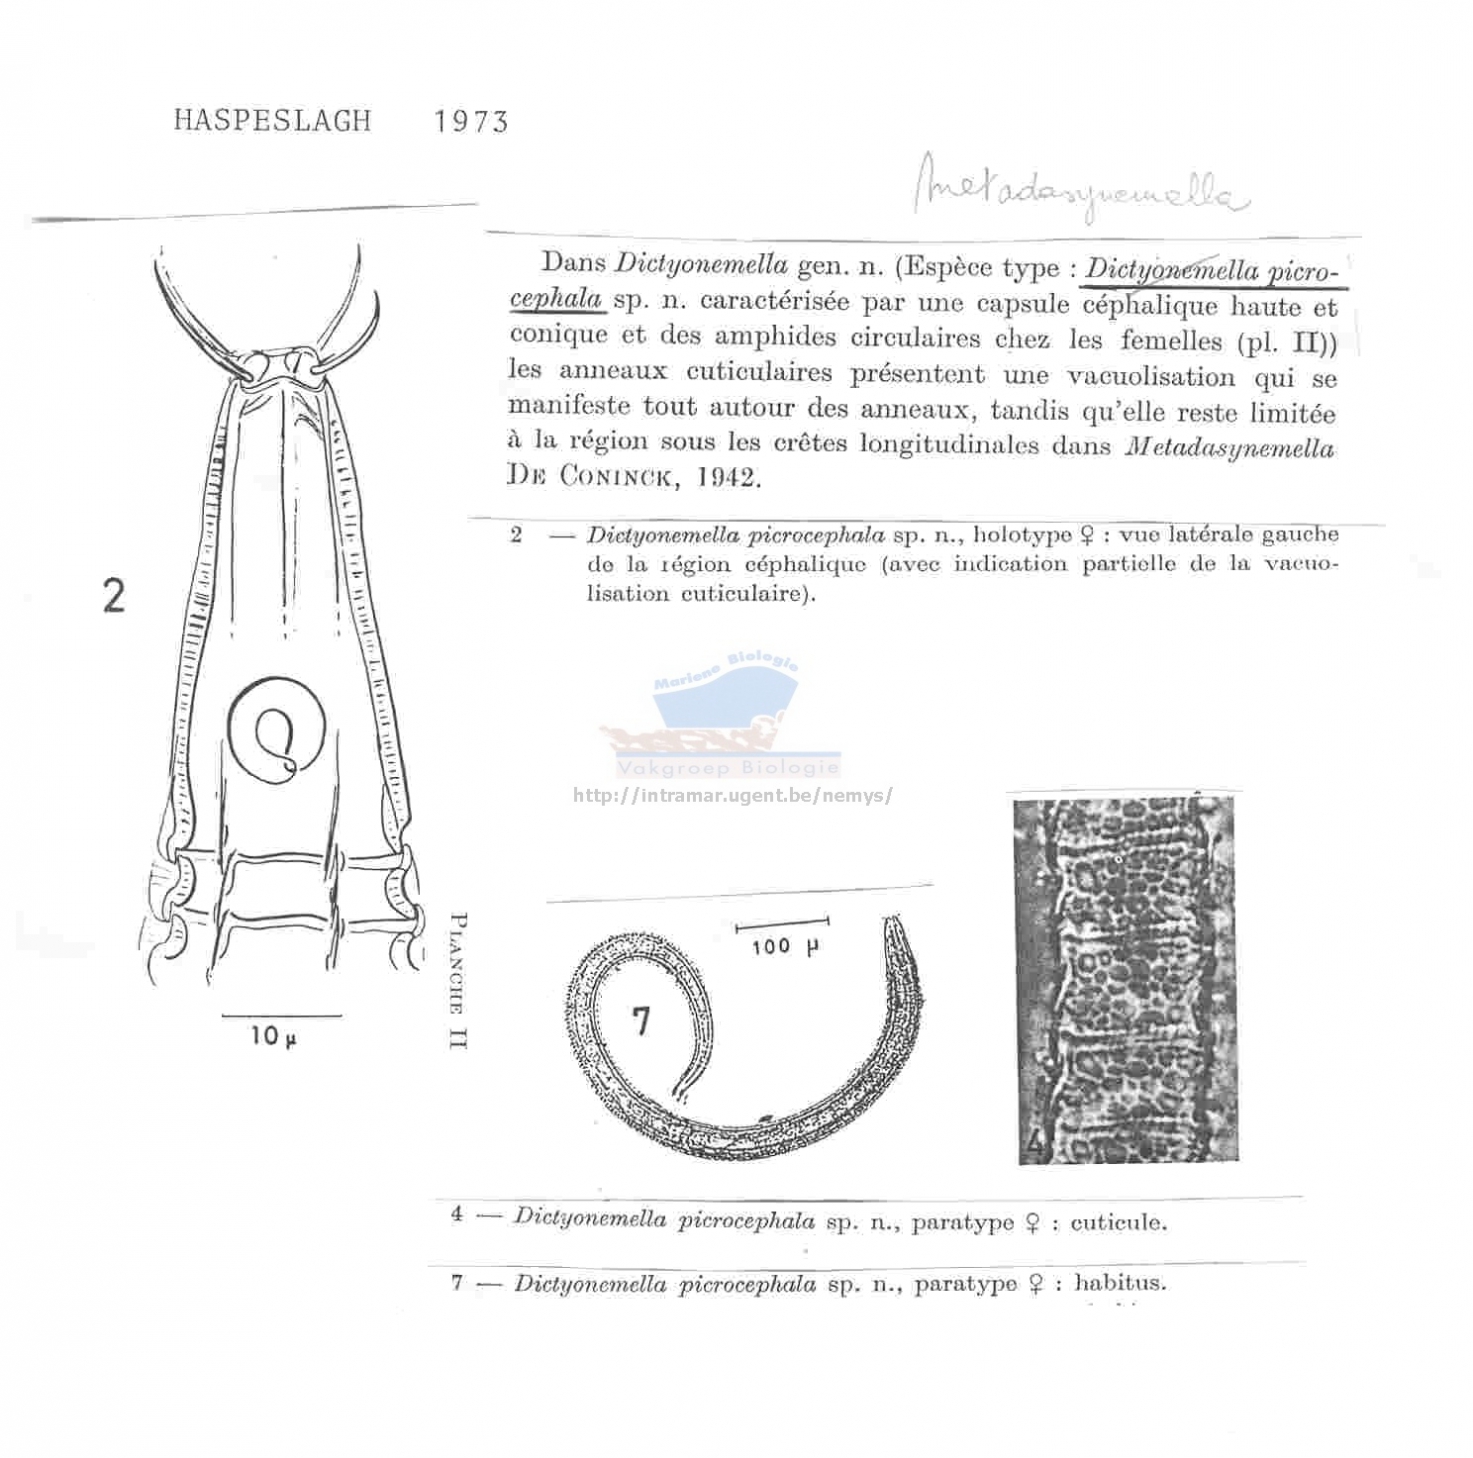 HASPESLAGH 1973
Metadasynemella
Dans Dictyonemella gen. n. (Espèce type : Dictyonemella picro-
cephala sp. n. caractérisée par une capsule céphalique haute et
conique et des amphides circulaires chez les femelles (pl. II))
les anneaux cuticulaires présentent une vacuolisation qui se
manifeste tout autour des anneaux, tandis qu'elle reste limitée
à la région sous les crêtes longitudinales dans Metadasynemella
DE CONINCK, 1942.
2 — Dictyonemella picrocephala sp. n., holotype ♀ : vue latérale gauche
de la région céphalique (avec indication partielle de la vacuo-
lisation cuticulaire).
2
Mariene Biologie
Vakgroep Biologie
http://intramar.ugent.be/nemys/
10 µ
PLANCHE II
100 µ
7
4
4 — Dictyonemella picrocephala sp. n., paratype ♀ : cuticule.
7 — Dictyonemella picrocephala sp. n., paratype ♀ : habitus.